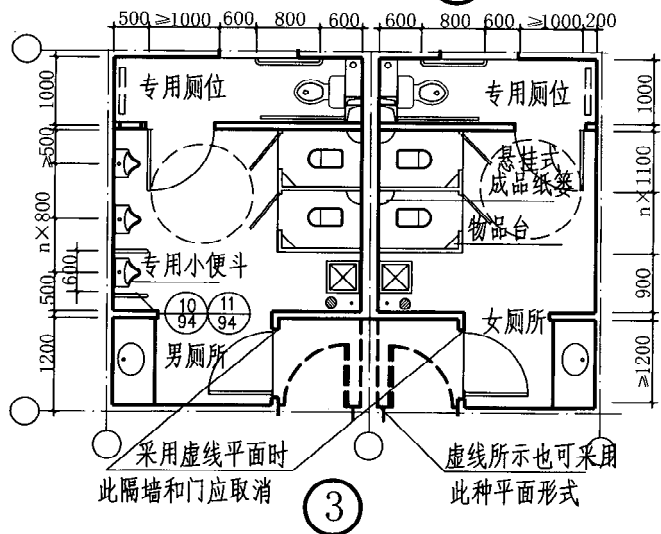 500 ≥1000 600 800 600 600 800 600 ≥1000 200
1000 专用厕位 专用厕位 1000
≥500
悬挂式
成品纸篓
n×800
n×1100
物品台
600
专用小便斗
500
900
10
94
11
94
女厕所
男厕所
1200
≥1200
采用虚线平面时
此隔墙和门应取消
虚线所示也可采用
此种平面形式
3